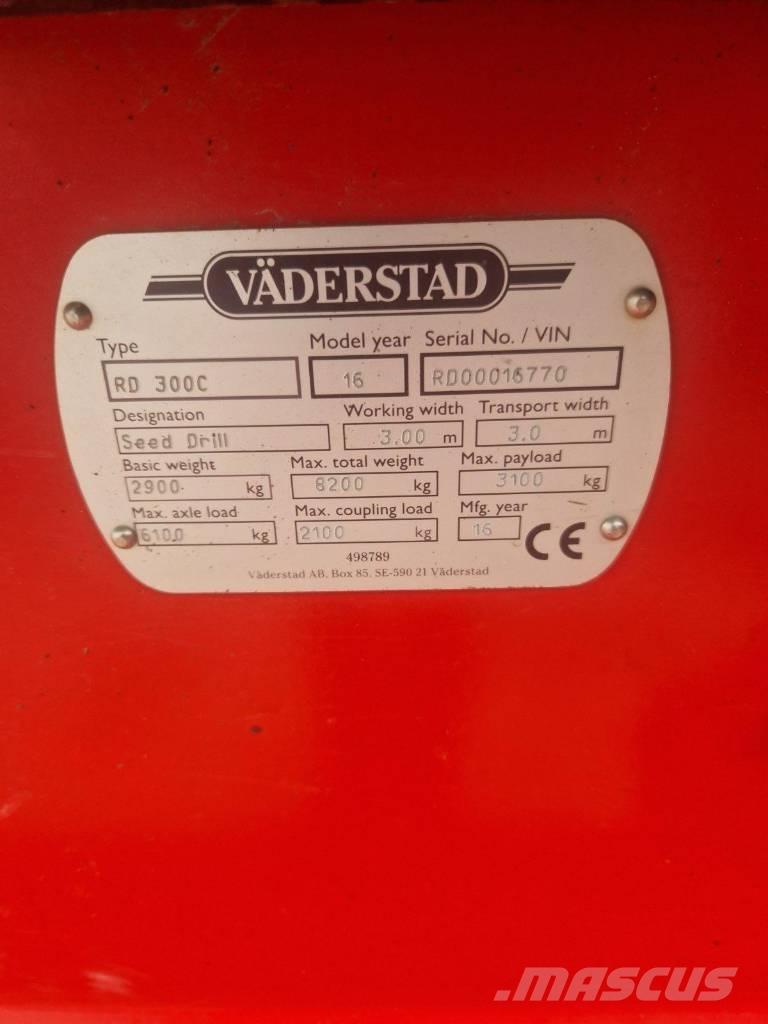 VÄDERSTAD
Type Model year Serial No. / VIN
RD 300C 16 RD00016770
Designation Working width Transport width
Seed Drill 3.00 m 3.0 m
Basic weight Max. total weight Max. payload
2900 kg 8200 kg 3100 kg
Max. axle load Max. coupling load Mfg. year
6100 kg 2100 kg 16 CE
498789
Väderstad AB, Box 85, SE-590 21 Väderstad
MASCUS